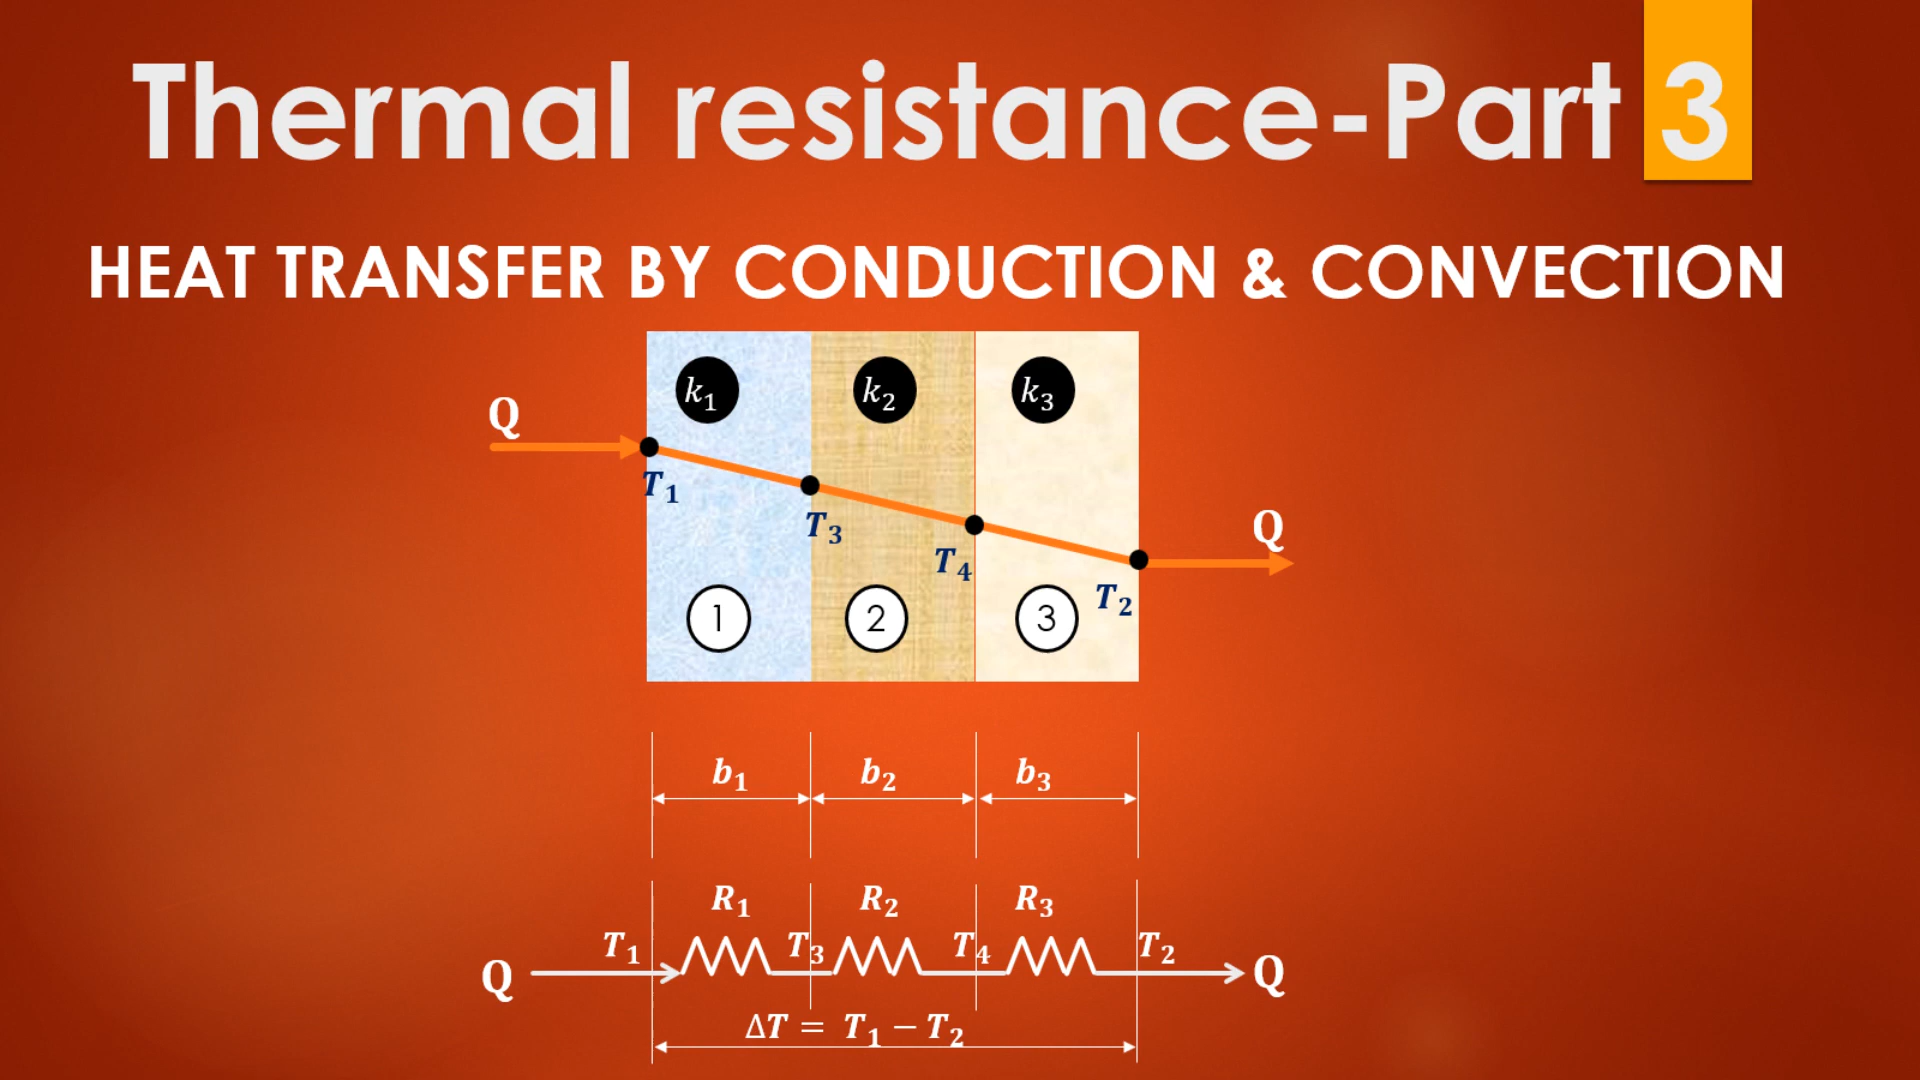 Thermal resistance-Part 3
HEAT TRANSFER BY CONDUCTION & CONVECTION
k₁ k₂ k₃
Q
T₁
T₃
Q
T₄
T₂
1 2 3
b₁ b₂ b₃
R₁ R₂ R₃
T₁ T₃ T₄ T₂
Q Q
ΔT = T₁ − T₂